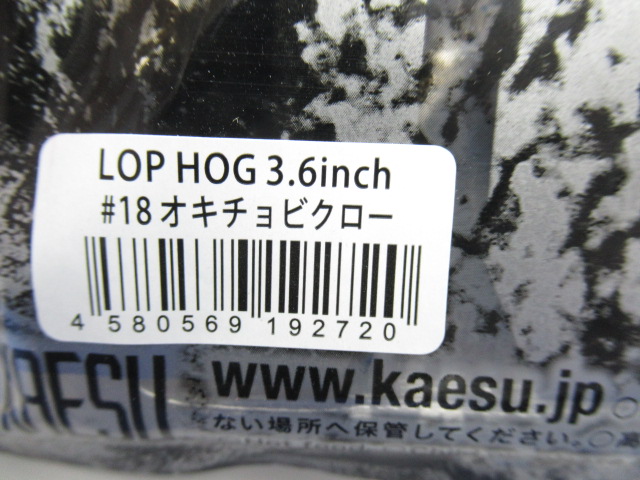 LOP HOG 3.6inch
#18 オキチョビクロー
4 580569 192720
KAESU
www.kaesu.jp
ない場所へ保管してください。